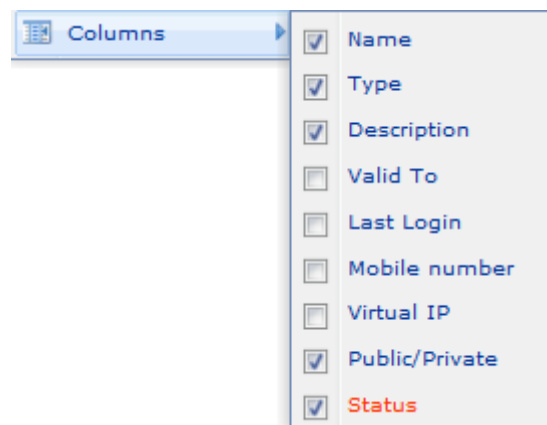 Columns
Name
Type
Description
Valid To
Last Login
Mobile number
Virtual IP
Public/Private
Status